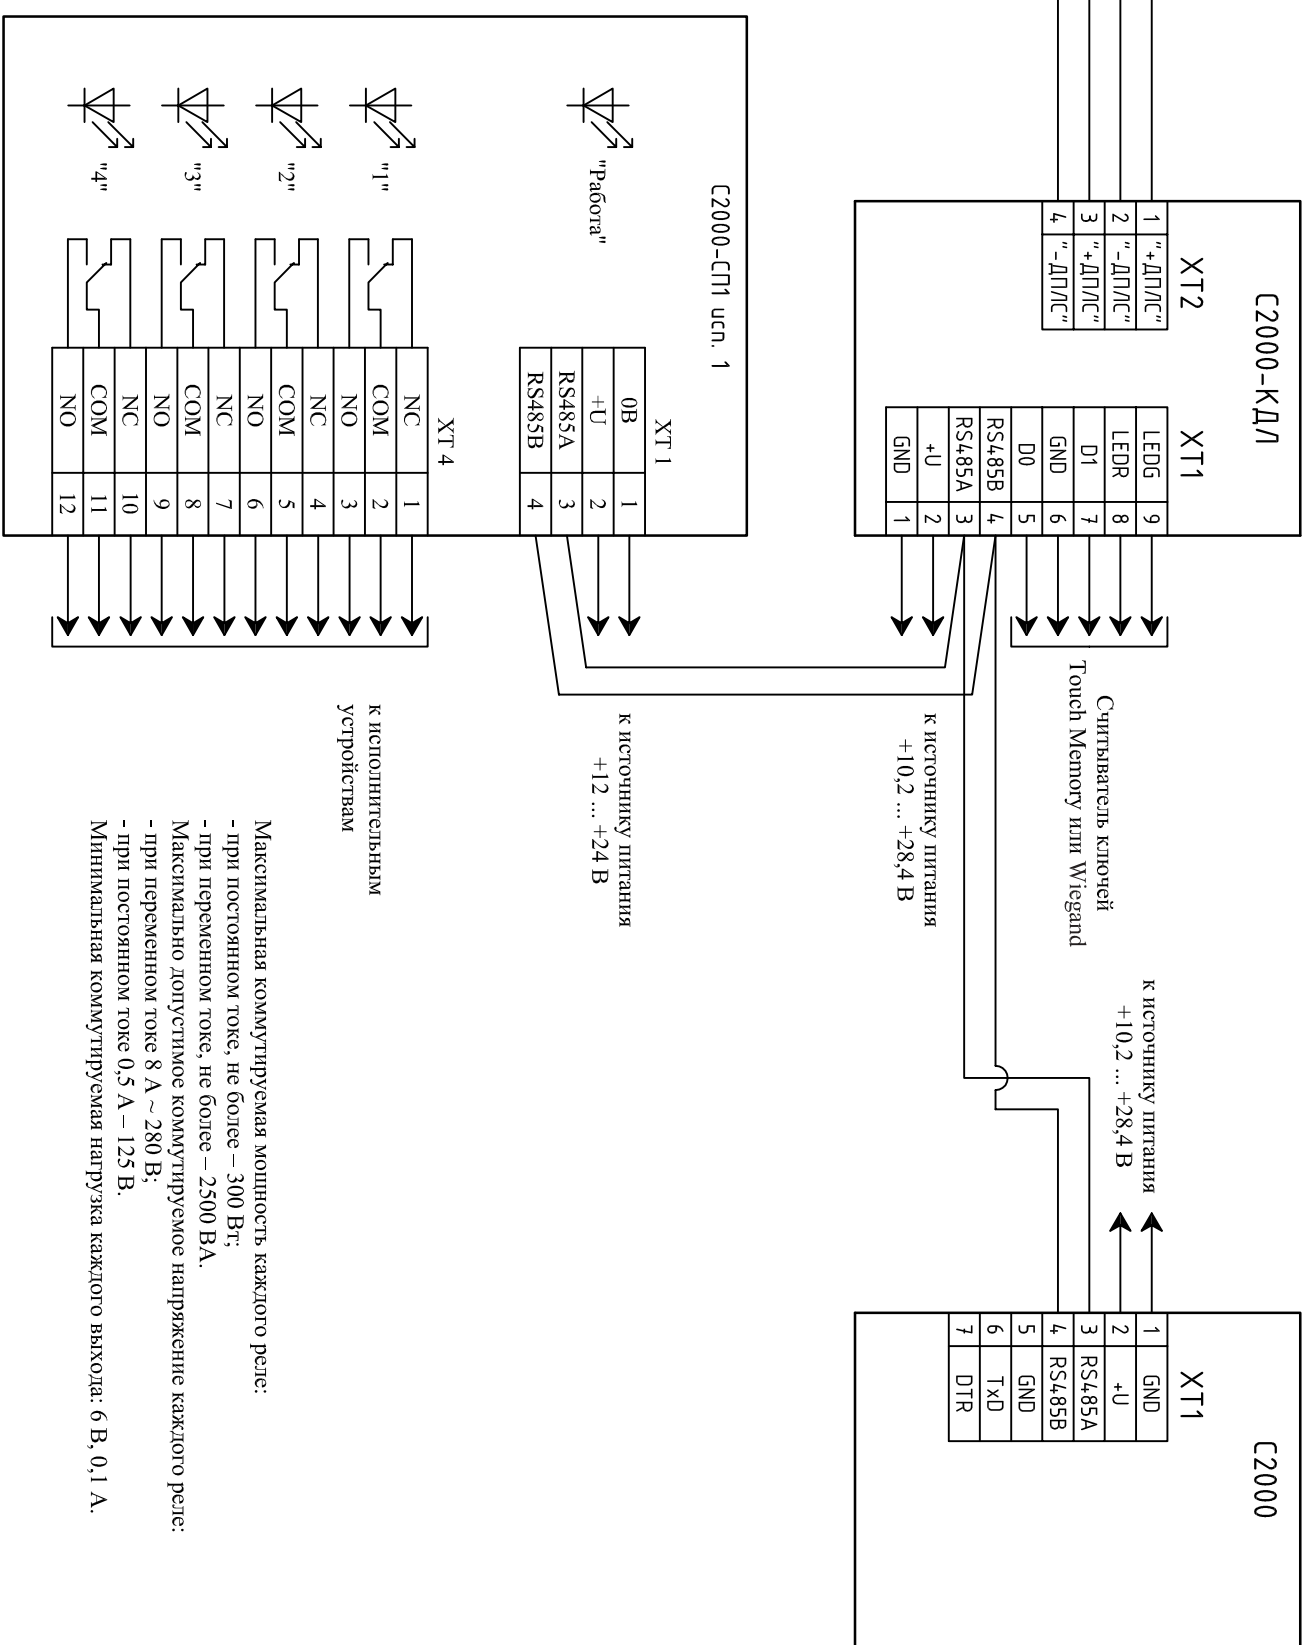 С2000-КДЛ
XT2
1 "+ДПЛС"
2 "-ДПЛС"
3 "+ДПЛС"
4 "-ДПЛС"
XT1
LEDG 9
LEDR 8
D1 7
GND 6
D0 5
RS485B 4
RS485A 3
+U 2
GND 1
Считыватель ключей
Touch Memory или Wiegand
к источнику питания
+10,2 ... +28,4 В
к источнику питания
+10,2 ... +28,4 В
С2000
XT1
1 GND
2 +U
3 RS485A
4 RS485B
5 GND
6 TxD
7 DTR
С2000-СП1 исп. 1
"Работа"
"1"
"2"
"3"
"4"
XT 1
0В 1
+U 2
RS485A 3
RS485B 4
к источнику питания
+12 ... +24 В
XT 4
NC 1
COM 2
NO 3
NC 4
COM 5
NO 6
NC 7
COM 8
NO 9
NC 10
COM 11
NO 12
к исполнительным
устройствам
Максимальная коммутируемая мощность каждого реле:
- при постоянном токе, не более – 300 Вт;
- при переменном токе, не более – 2500 ВА.
Максимально допустимое коммутируемое напряжение каждого реле:
- при переменном токе 8 А ~ 280 В;
- при постоянном токе 0,5 А – 125 В.
Минимальная коммутируемая нагрузка каждого выхода: 6 В, 0,1 А.